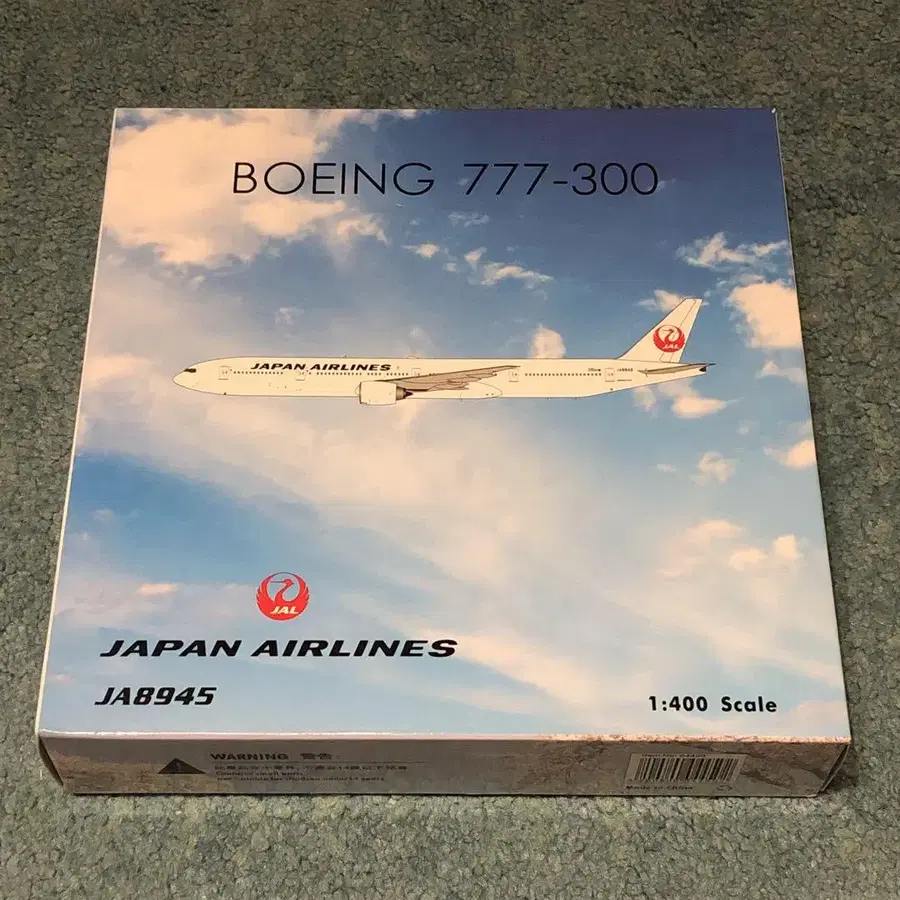 BOEING 777-300
JAPAN AIRLINES
JAL
JA8945
JAL
JAPAN AIRLINES
JA8945
1:400 Scale
WARNING 警告
Made in China